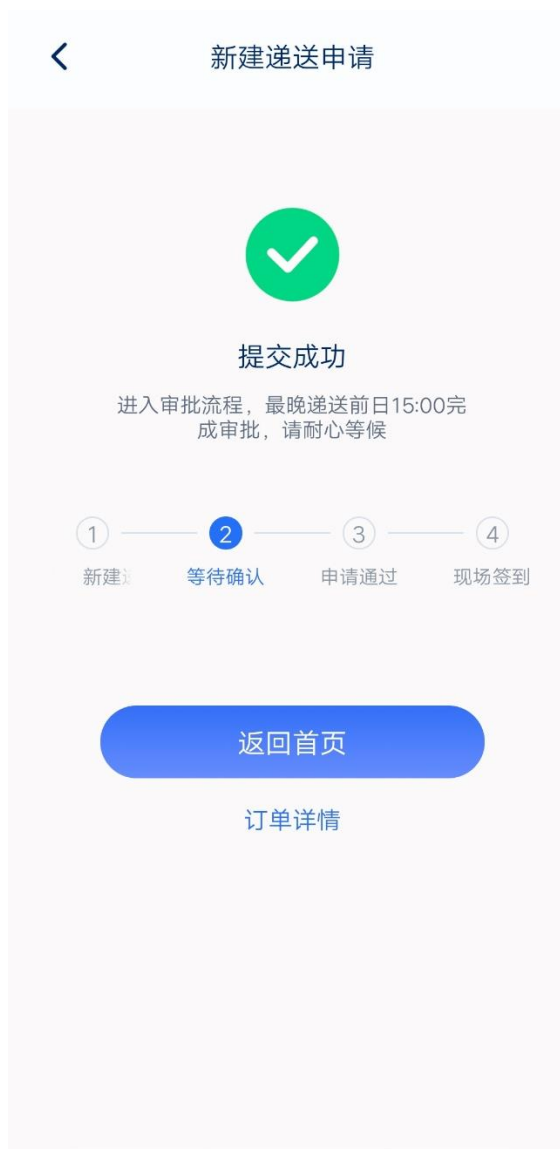 新建递送申请
提交成功
进入审批流程，最晚递送前日15:00完
成审批，请耐心等候
1 2 3 4
新建 等待确认 申请通过 现场签到
返回首页
订单详情